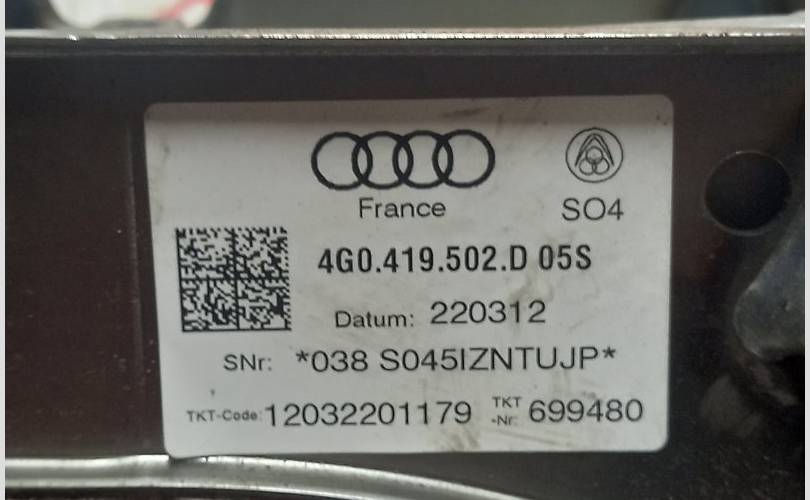 France
SO4
4G0.419.502.D 05S
Datum: 220312
SNr: *038 S045IZNTUJP*
TKT-Code: 12032201179 TKT-Nr: 699480